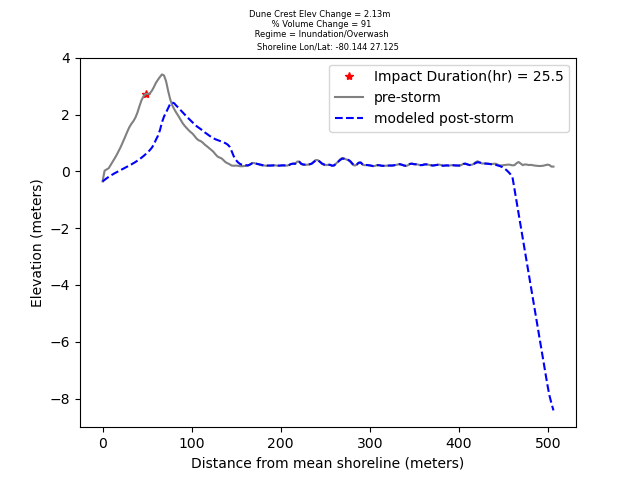 Dune Crest Elev Change = 2.13m
% Volume Change = 91
Regime = Inundation/Overwash
Shoreline Lon/Lat: -80.144 27.125
Impact Duration(hr) = 25.5
pre-storm
modeled post-storm
4
2
0
−2
−4
−6
−8
Elevation (meters)
0 100 200 300 400 500
Distance from mean shoreline (meters)